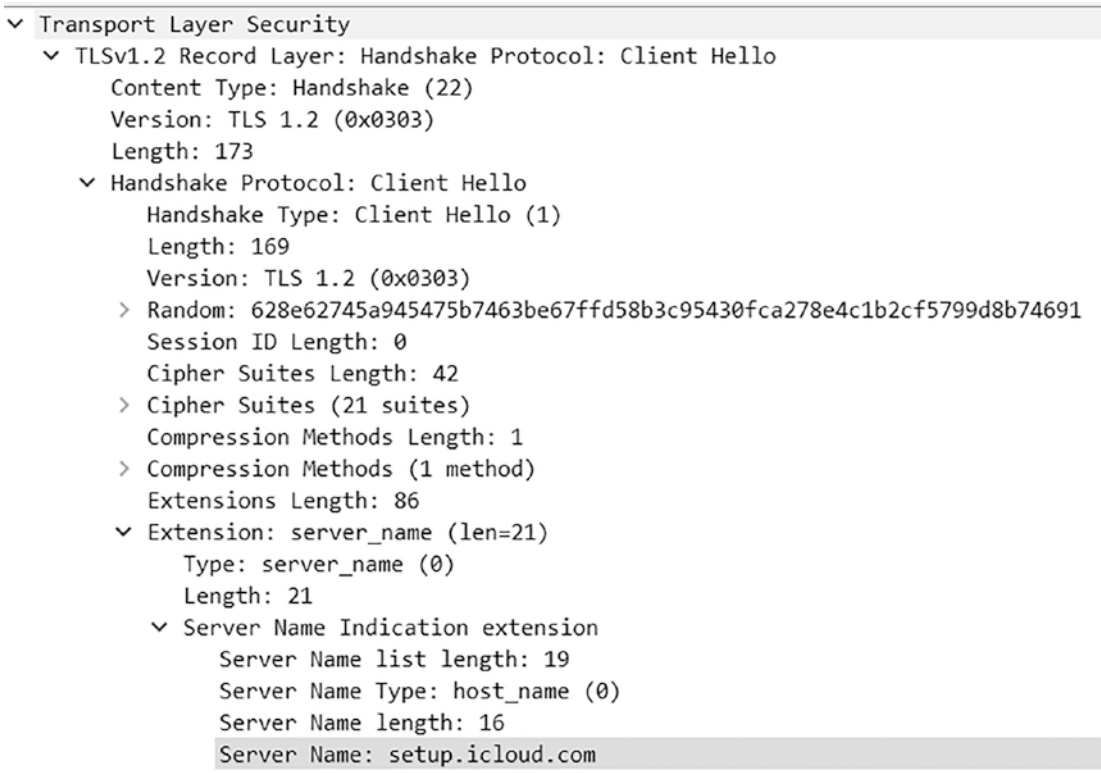 Transport Layer Security
TLSv1.2 Record Layer: Handshake Protocol: Client Hello
Content Type: Handshake (22)
Version: TLS 1.2 (0x0303)
Length: 173
Handshake Protocol: Client Hello
Handshake Type: Client Hello (1)
Length: 169
Version: TLS 1.2 (0x0303)
Random: 628e62745a945475b7463be67ffd58b3c95430fca278e4c1b2cf5799d8b74691
Session ID Length: 0
Cipher Suites Length: 42
Cipher Suites (21 suites)
Compression Methods Length: 1
Compression Methods (1 method)
Extensions Length: 86
Extension: server_name (len=21)
Type: server_name (0)
Length: 21
Server Name Indication extension
Server Name list length: 19
Server Name Type: host_name (0)
Server Name length: 16
Server Name: setup.icloud.com